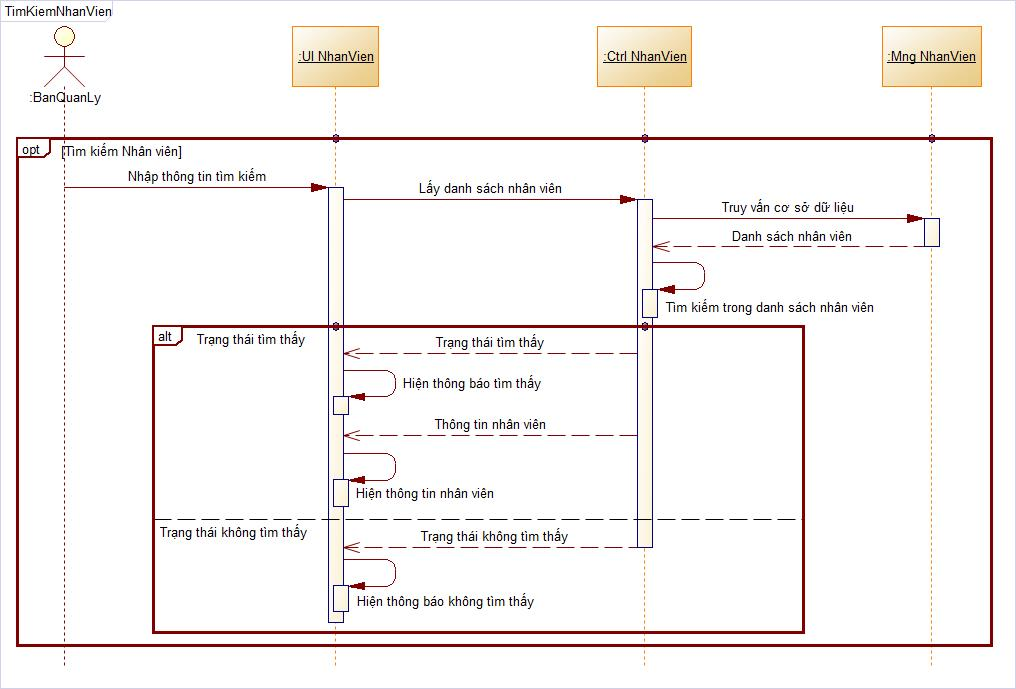 TimKiemNhanVien
:BanQuanLy
:UI NhanVien
:Ctrl NhanVien
:Mng NhanVien
opt
[Tìm kiếm Nhân viên]
Nhập thông tin tìm kiếm
Lấy danh sách nhân viên
Truy vấn cơ sở dữ liệu
Danh sách nhân viên
Tìm kiếm trong danh sách nhân viên
alt
Trạng thái tìm thấy
Trạng thái tìm thấy
Hiện thông báo tìm thấy
Thông tin nhân viên
Hiện thông tin nhân viên
Trạng thái không tìm thấy
Trạng thái không tìm thấy
Hiện thông báo không tìm thấy